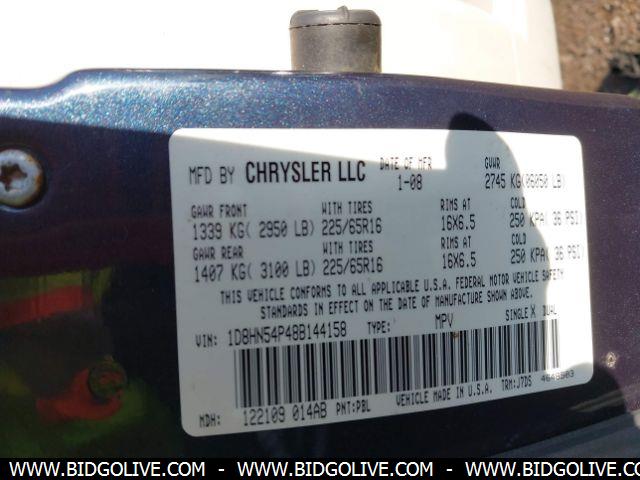 MFD BY CHRYSLER LLC DATE OF MFR 1-08 GVWR 2745 KG(06050 LB)
GAWR FRONT WITH TIRES RIMS AT COLD
1339 KG( 2950 LB) 225/65R16 16X6.5 250 KPA( 36 PSI)
GAWR REAR WITH TIRES RIMS AT COLD
1407 KG( 3100 LB) 225/65R16 16X6.5 250 KPA( 36 PSI)
THIS VEHICLE CONFORMS TO ALL APPLICABLE U.S.A. FEDERAL MOTOR VEHICLE SAFETY
STANDARDS IN EFFECT ON THE DATE OF MANUFACTURE SHOWN ABOVE.
VIN: 1D8HN54P48B144158 TYPE: MPV SINGLE X DUAL
MDH: 122109 014AB PNT:PBL VEHICLE MADE IN U.S.A. TRM:J7DS
WWW.BIDGOLIVE.COM - WWW.BIDGOLIVE.COM - WWW.BIDGOLIVE.COM